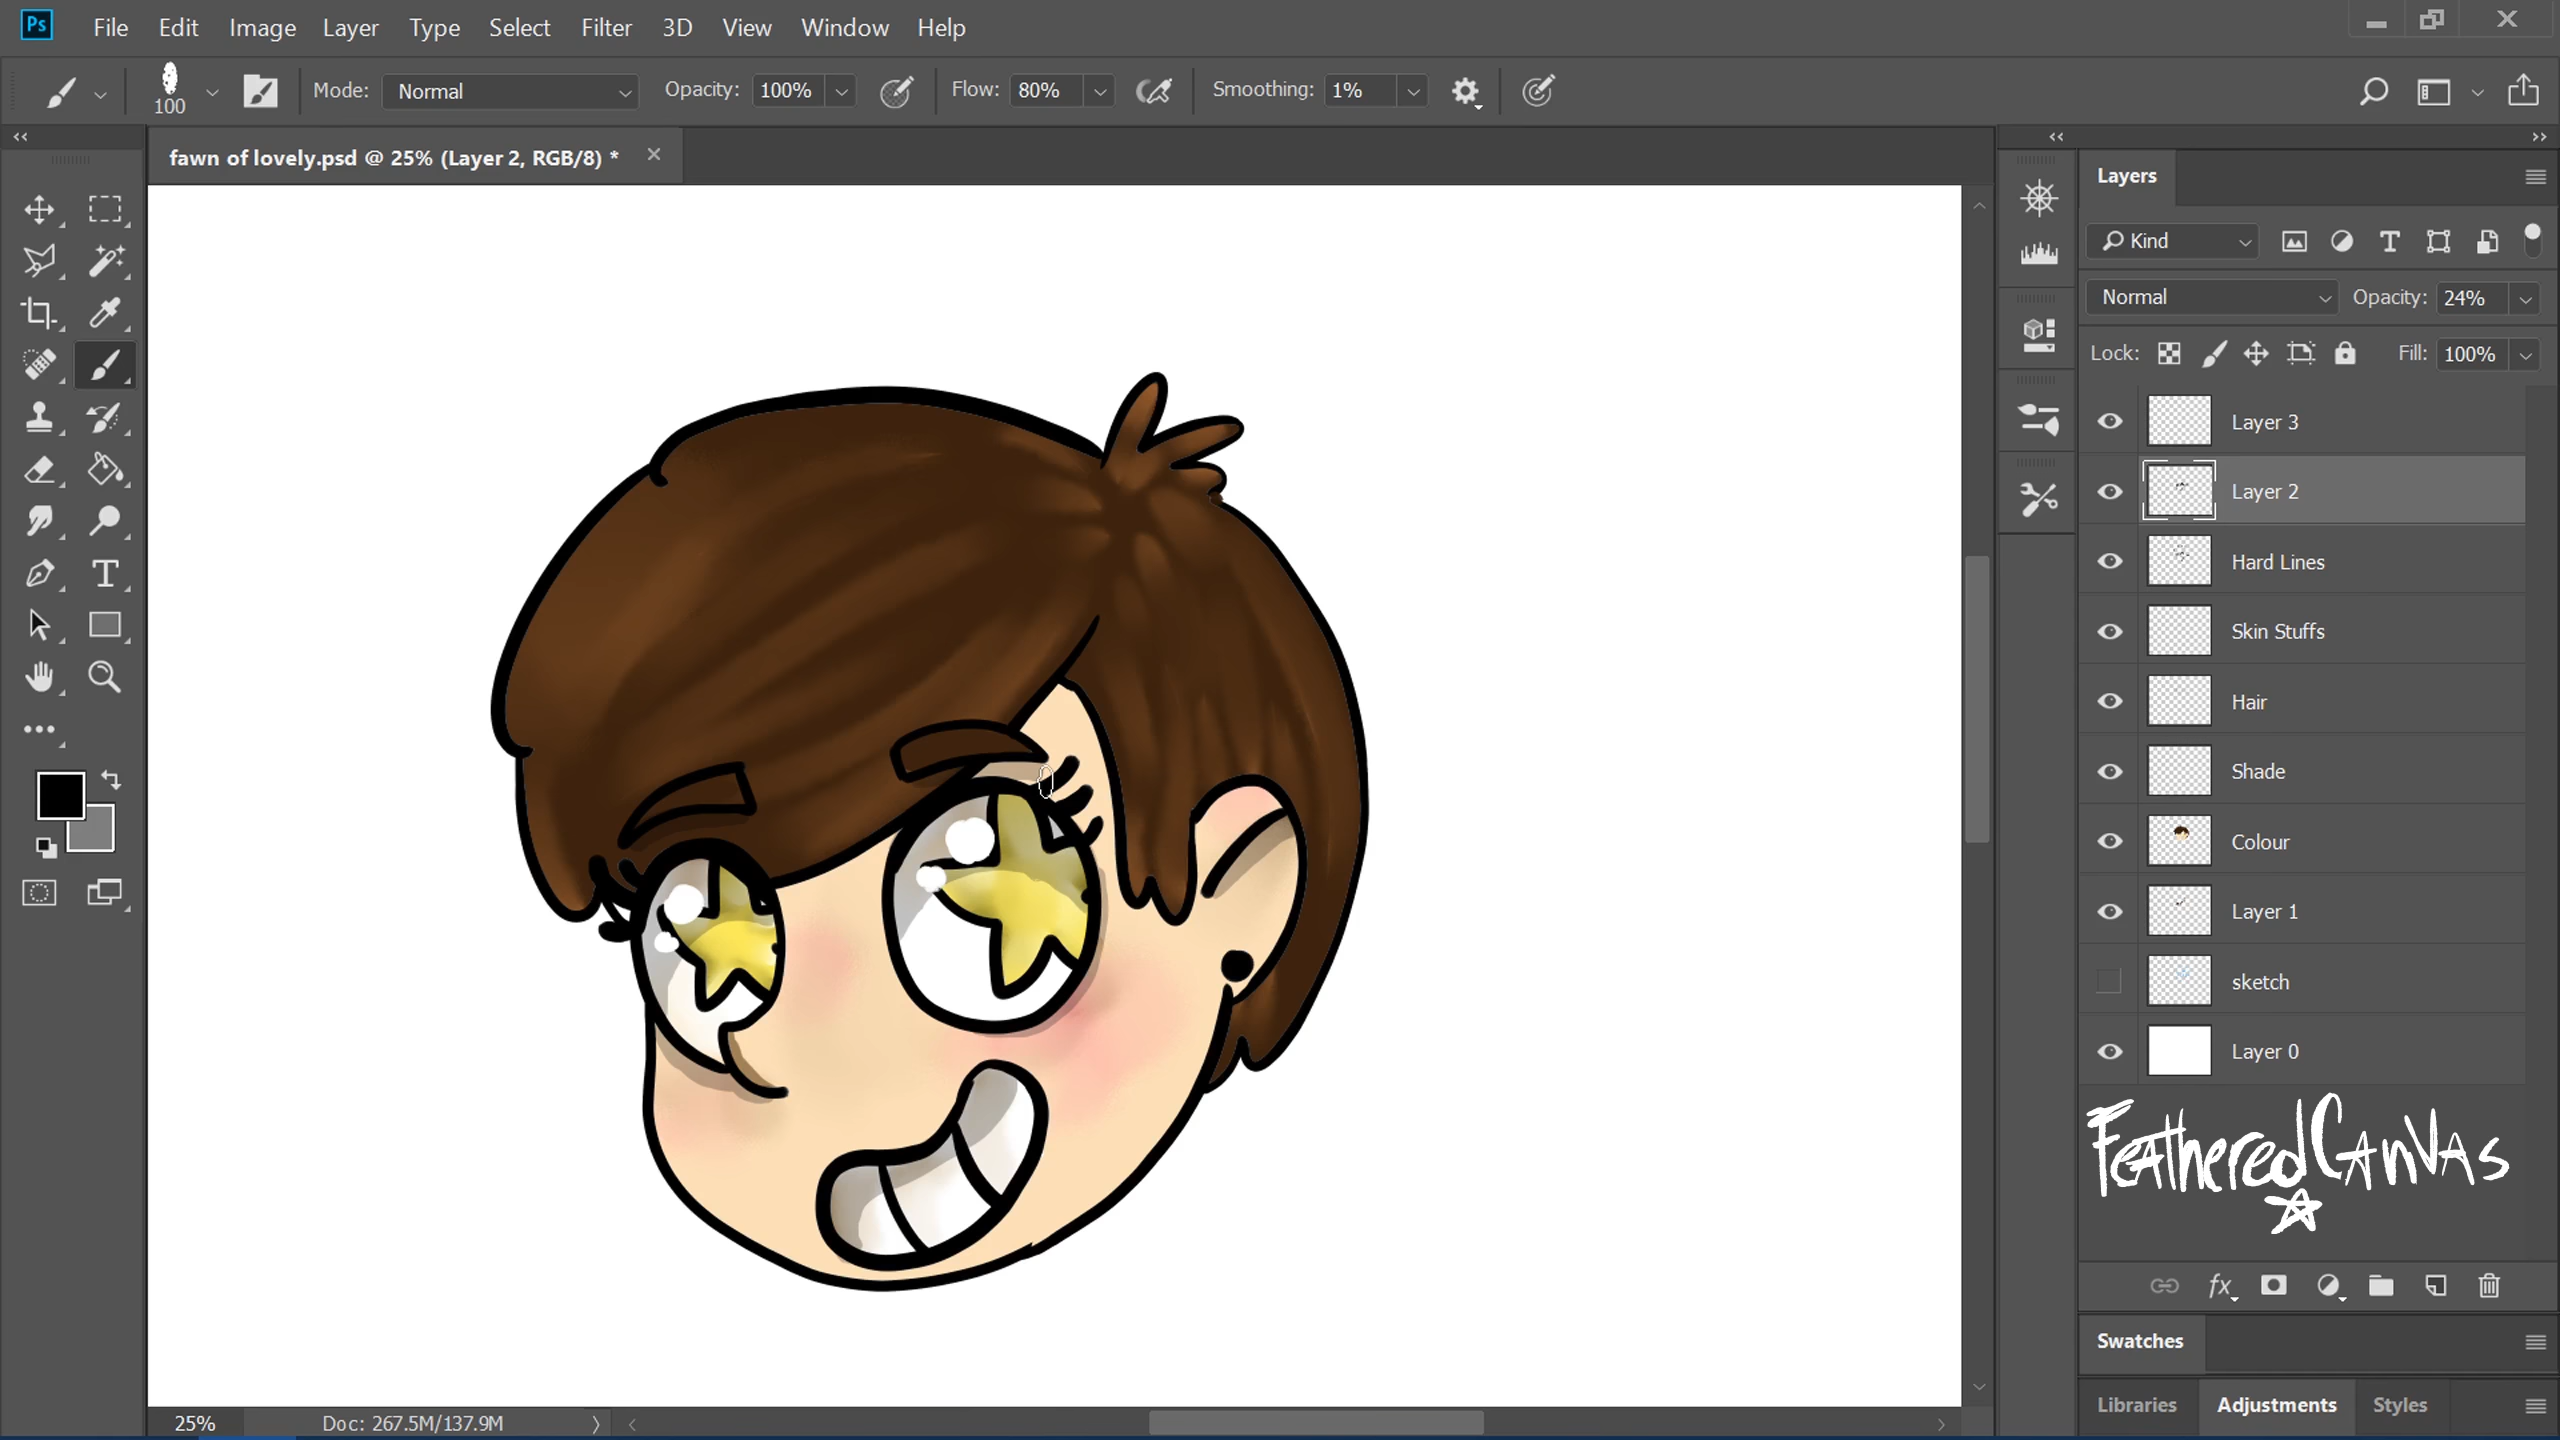 Ps File Edit Image Layer Type Select Filter 3D View Window Help
100 Mode: Normal Opacity: 100% Flow: 80% Smoothing: 1%
fawn of lovely.psd @ 25% (Layer 2, RGB/8) *
Layers
Kind
Normal Opacity: 24%
Lock: Fill: 100%
Layer 3
Layer 2
Hard Lines
Skin Stuffs
Hair
Shade
Colour
Layer 1
sketch
Layer 0
FeatheredCanvas
fx
Swatches
Libraries Adjustments Styles
25% Doc: 267.5M/137.9M